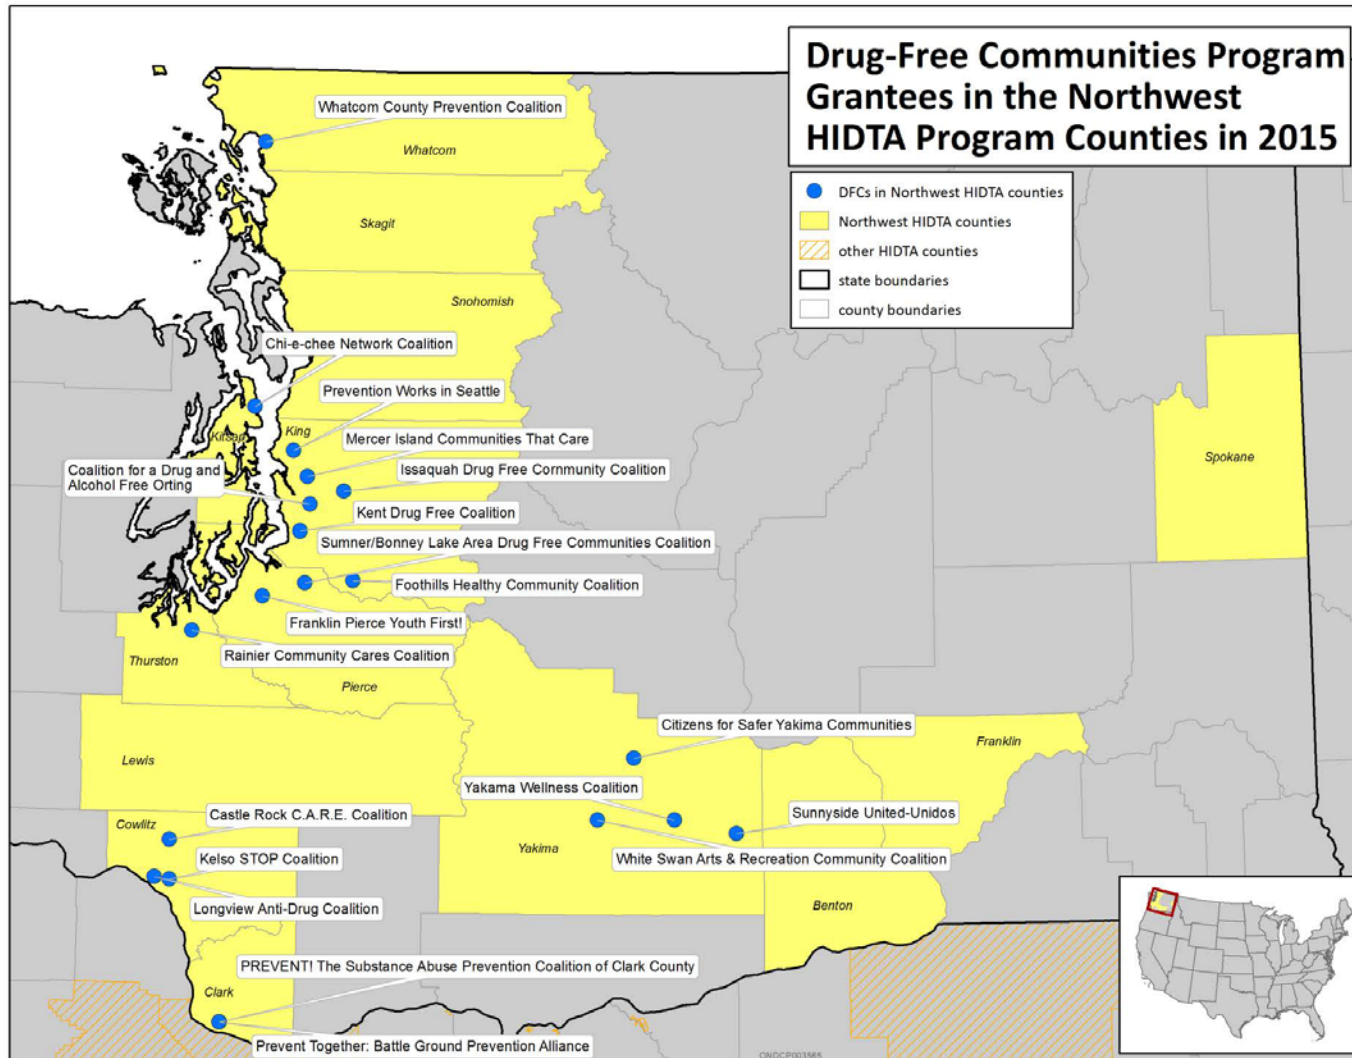 Drug-Free Communities Program
Grantees in the Northwest
HIDTA Program Counties in 2015
DFCs in Northwest HIDTA counties
Northwest HIDTA counties
other HIDTA counties
state boundaries
county boundaries
Whatcom County Prevention Coalition
Whatcom
Skagit
Snohomish
Chi-e-chee Network Coalition
Prevention Works in Seattle
King
Kitsap
Mercer Island Communities That Care
Coalition for a Drug and
Alcohol Free Orting
Issaquah Drug Free Community Coalition
Spokane
Kent Drug Free Coalition
Sumner/Bonney Lake Area Drug Free Communities Coalition
Foothills Healthy Community Coalition
Franklin Pierce Youth First!
Rainier Community Cares Coalition
Thurston
Pierce
Citizens for Safer Yakima Communities
Franklin
Lewis
Yakama Wellness Coalition
Castle Rock C.A.R.E. Coalition
Sunnyside United-Unidos
Cowlitz
Yakima
White Swan Arts & Recreation Community Coalition
Kelso STOP Coalition
Longview Anti-Drug Coalition
Benton
PREVENT! The Substance Abuse Prevention Coalition of Clark County
Clark
Prevent Together: Battle Ground Prevention Alliance
ONDCP003565